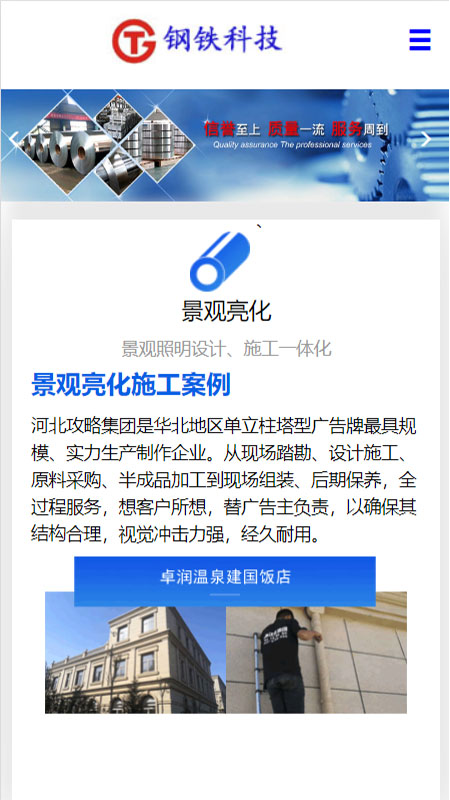 钢铁科技
信誉至上 质量一流 服务周到
Quality assurance The professional services
`
景观亮化
景观照明设计、施工一体化
景观亮化施工案例
河北攻略集团是华北地区单立柱塔型广告牌最具规
模、实力生产制作企业。从现场踏勘、设计施工、
原料采购、半成品加工到现场组装、后期保养，全
过程服务，想客户所想，替广告主负责，以确保其
结构合理，视觉冲击力强，经久耐用。
卓润温泉建国饭店